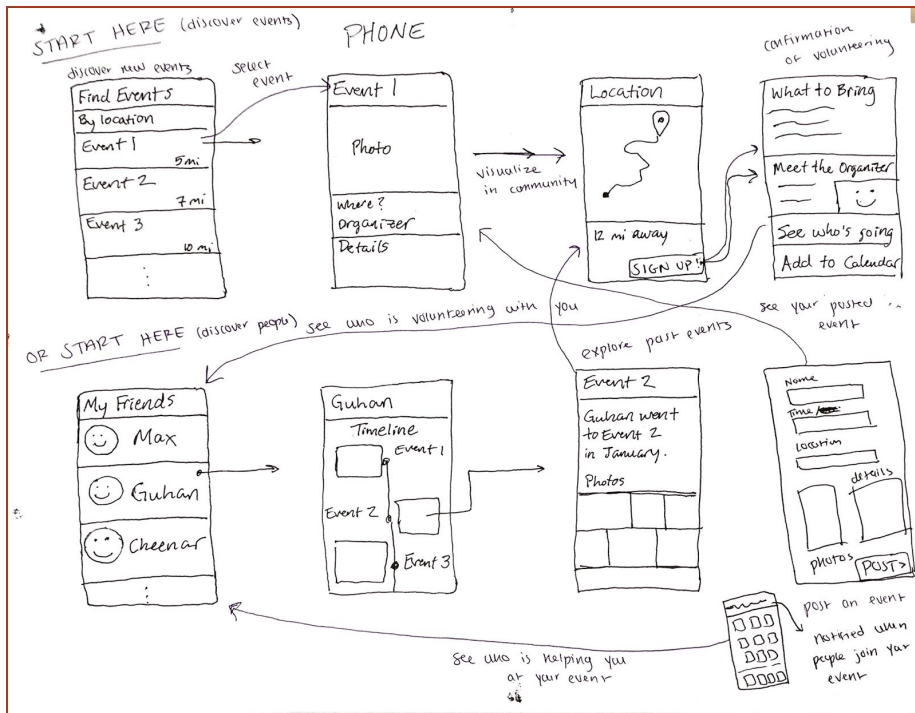 START HERE (discover events)
PHONE
discover new events
select
event
Find Events
By location
Event 1
5mi
Event 2
7 mi
Event 3
10 mi
Event 1
Photo
where?
Organizer
Details
visualize
in community
Location
12 mi away
SIGN UP!
confirmation
of volunteering
What to Bring
Meet the Organizer
See who's going
Add to Calendar
OR START HERE (discover people)
see who is volunteering with you
explore past events
see your posted
event
My Friends
Max
Guhan
Cheenar
Guhan
Timeline
Event 1
Event 2
Event 3
Event 2
Guhan went
to Event 2
in January.
Photos
Name
Time
Location
details
photos
POST>
post an event
notified when
people join your
event
see who is helping you
at your event